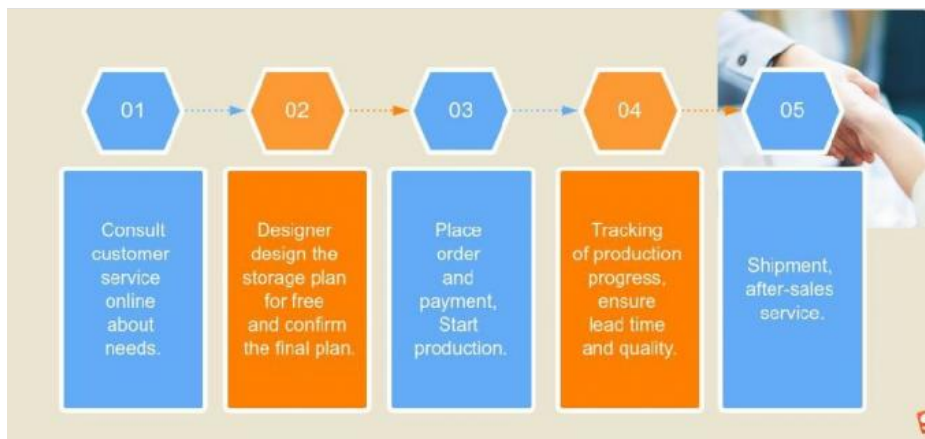 01
02
03
04
05
Consult
customer
service
online
about
needs.
Designer
design the
storage plan
for free
and confirm
the final plan.
Place
order
and
payment,
Start
production.
Tracking
of production
progress,
ensure
lead time
and quality.
Shipment,
after-sales
service.